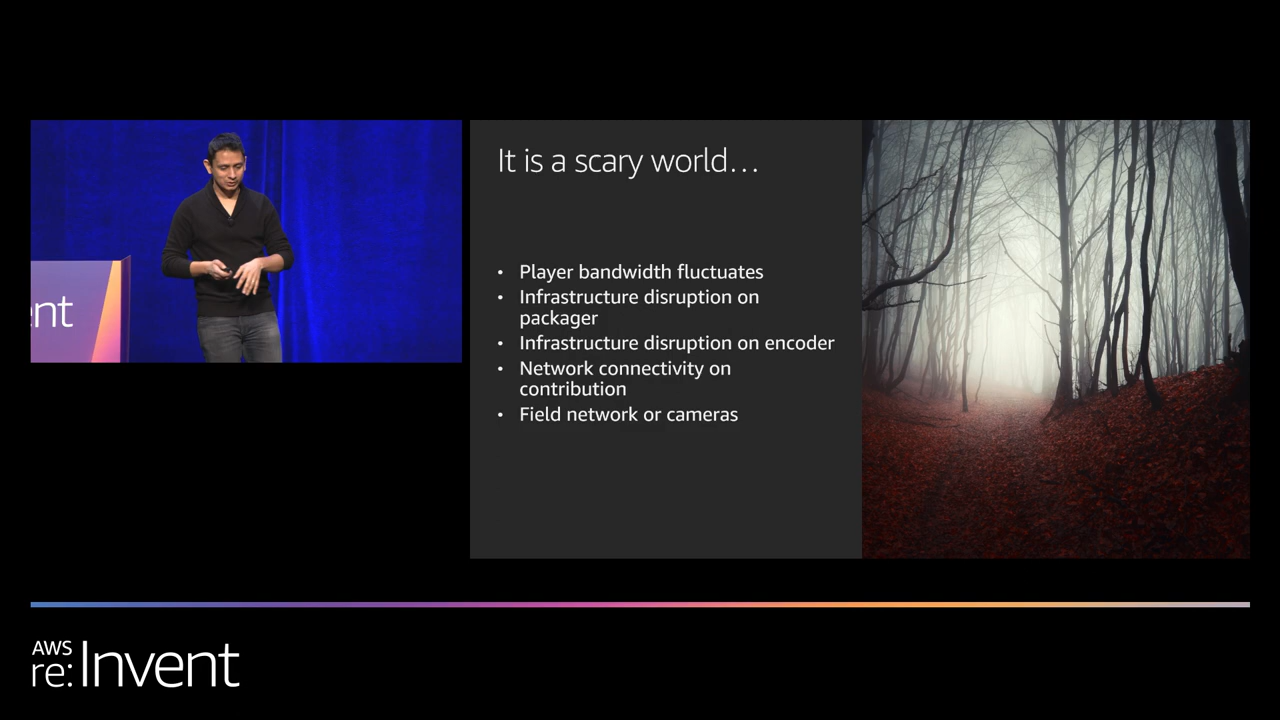 It is a scary world…
• Player bandwidth fluctuates
• Infrastructure disruption on
packager
• Infrastructure disruption on encoder
• Network connectivity on
contribution
• Field network or cameras
AWS
re:Invent